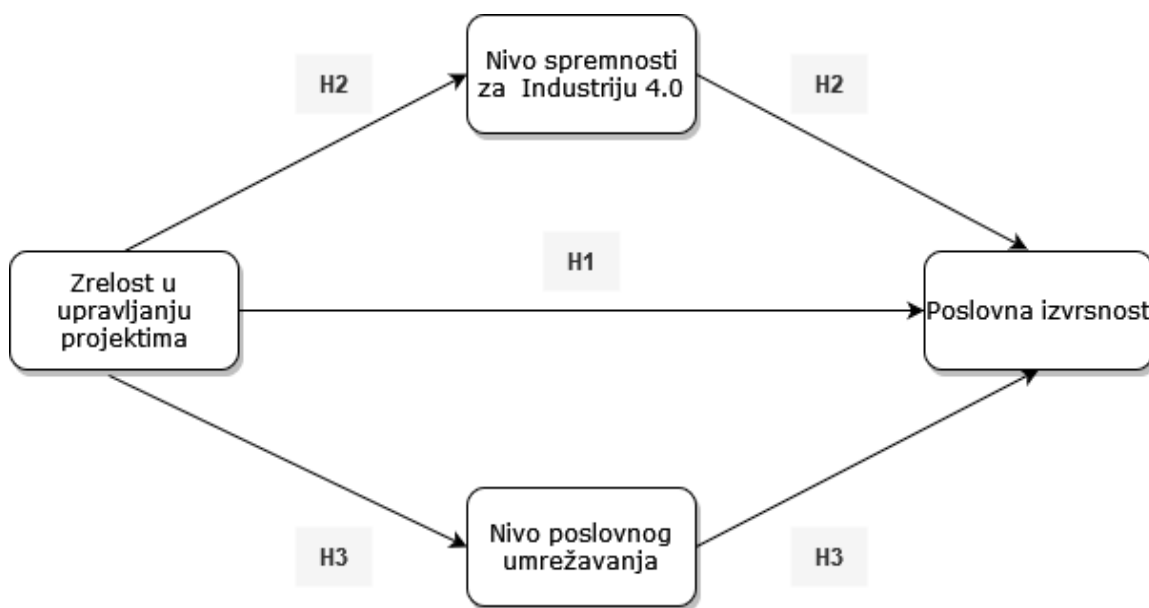 Nivo spremnosti
za  Industriju 4.0
H2
H2
H1
Zrelost u
upravljanju
projektima
Poslovna izvrsnost
Nivo poslovnog
umrežavanja
H3
H3